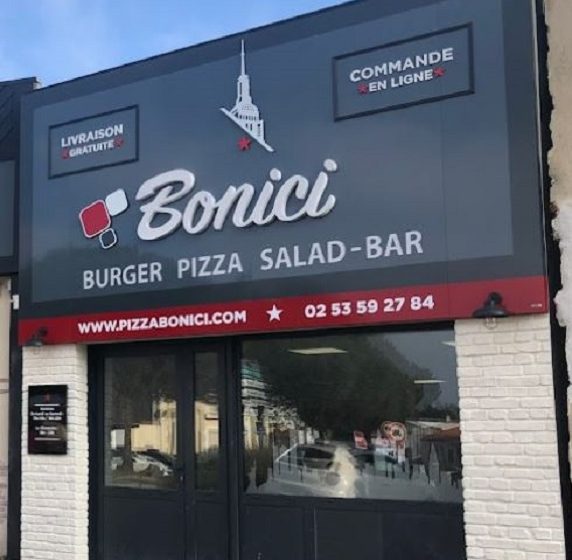 LIVRAISON
GRATUITE
COMMANDE
EN LIGNE
Bonici
BURGER PIZZA SALAD-BAR
WWW.PIZZABONICI.COM ★ 02 53 59 27 84